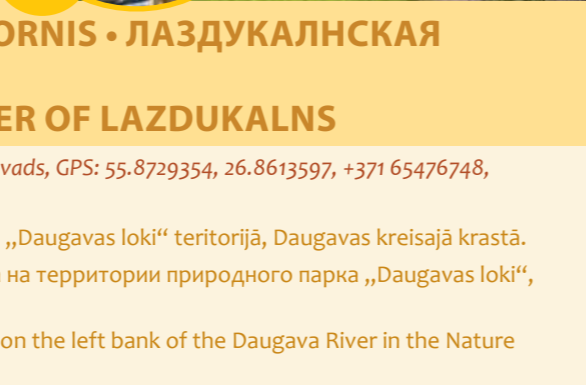 ORNIS • ЛАЗДУКАЛНСКАЯ
ER OF LAZDUKALNS
vads, GPS: 55.8729354, 26.8613597, +371 65476748,
„Daugavas loki“ teritorijā, Daugavas kreisajā krastā.
на территории природного парка „Daugavas loki“,
on the left bank of the Daugava River in the Nature